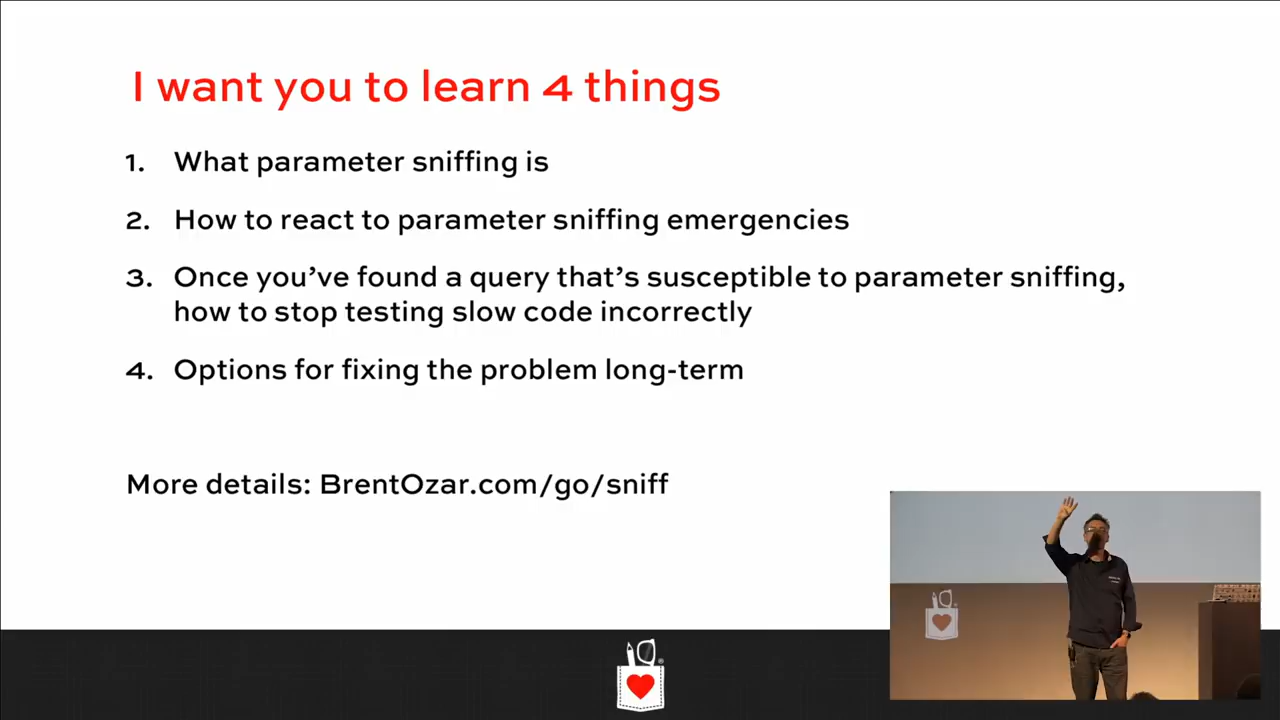 I want you to learn 4 things
1. What parameter sniffing is
2. How to react to parameter sniffing emergencies
3. Once you’ve found a query that’s susceptible to parameter sniffing,
how to stop testing slow code incorrectly
4. Options for fixing the problem long-term
More details: BrentOzar.com/go/sniff